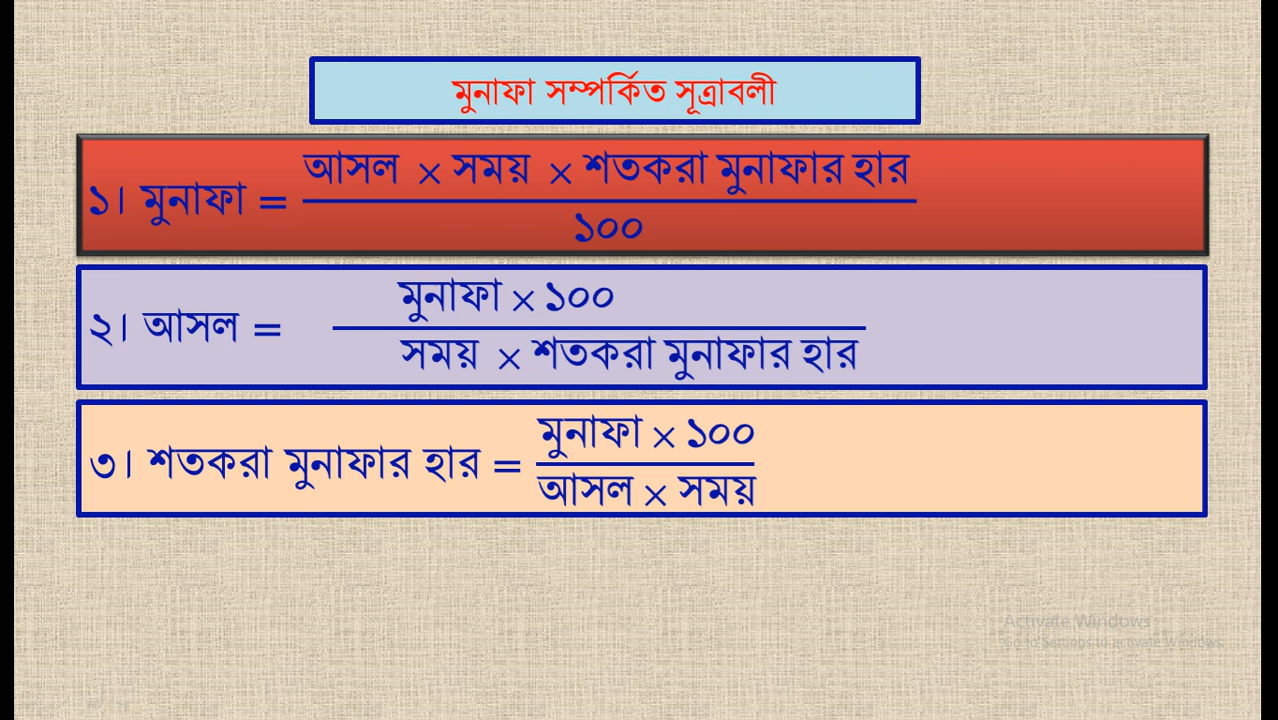 মুনাফা সম্পর্কিত সূত্রাবলী
আসল × সময় × শতকরা মুনাফার হার
১। মুনাফা =
১০০
মুনাফা × ১০০
২। আসল =
সময় × শতকরা মুনাফার হার
মুনাফা × ১০০
৩। শতকরা মুনাফার হার =
আসল × সময়
Activate Windows
Go to Settings to activate Windows.